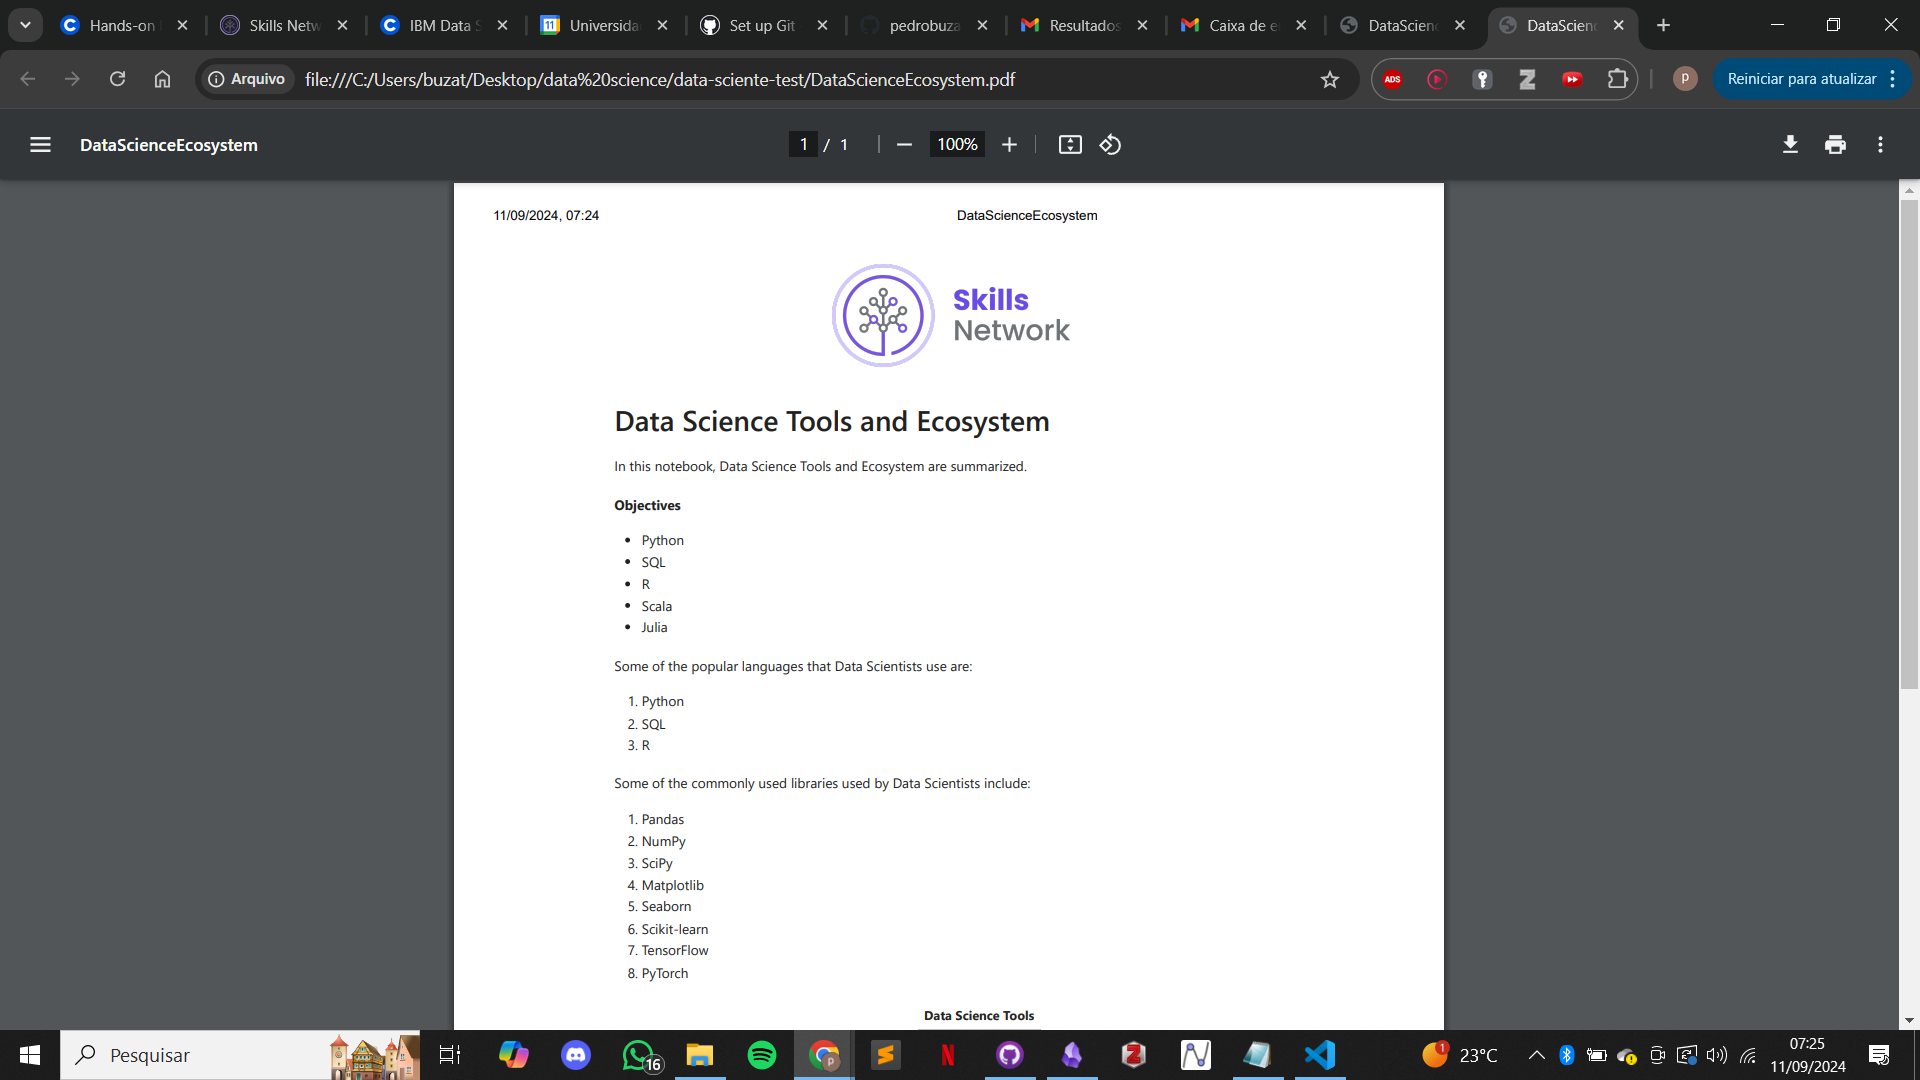 Hands-on
Skills Netw
IBM Data S
11
Universida
Set up Git
pedrobuza
Resultados
Caixa de e
DataScienc
DataScienc
Arquivo
file:///C:/Users/buzat/Desktop/data%20science/data-sciente-test/DataScienceEcosystem.pdf
ADS
p
Reiniciar para atualizar
DataScienceEcosystem
1 / 1
100%
11/09/2024, 07:24
DataScienceEcosystem
Skills
Network
Data Science Tools and Ecosystem
In this notebook, Data Science Tools and Ecosystem are summarized.
Objectives
• Python
• SQL
• R
• Scala
• Julia
Some of the popular languages that Data Scientists use are:
1. Python
2. SQL
3. R
Some of the commonly used libraries used by Data Scientists include:
1. Pandas
2. NumPy
3. SciPy
4. Matplotlib
5. Seaborn
6. Scikit-learn
7. TensorFlow
8. PyTorch
Data Science Tools
Pesquisar
16
1
23°C
07:25
11/09/2024